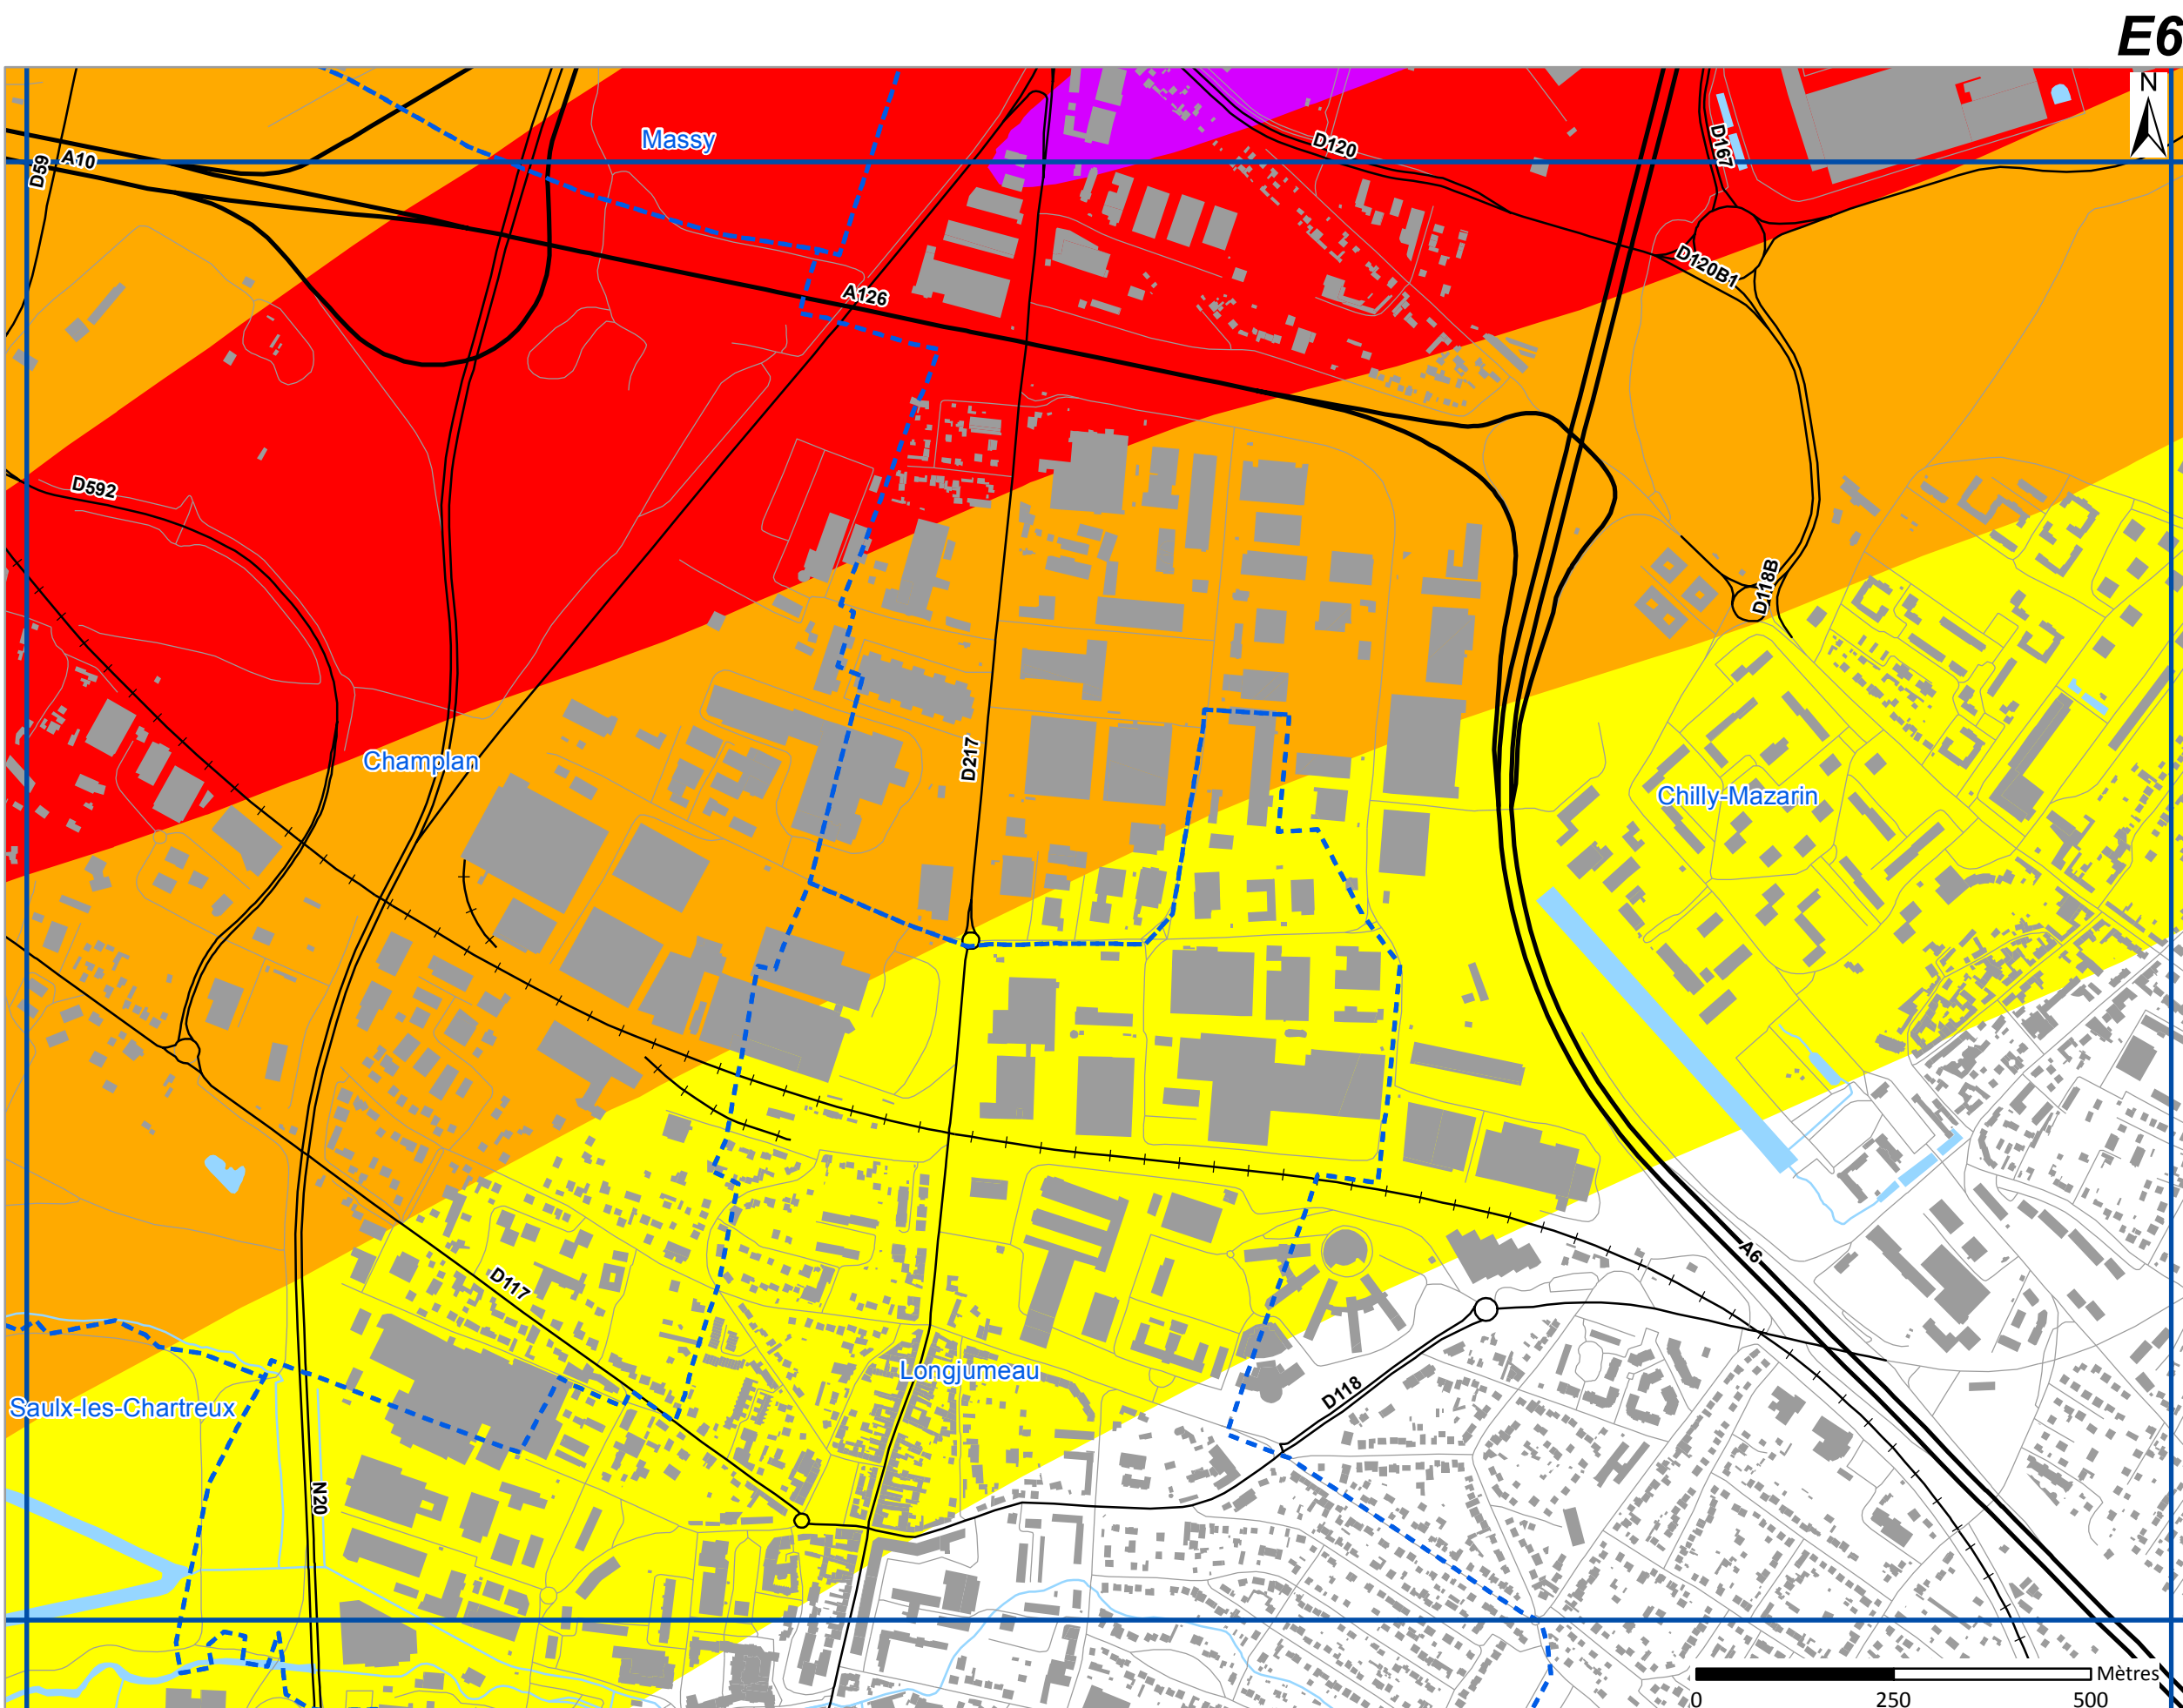 E6
N
Massy
D120
D167
D59
A10
D120B1
A126
D592
D118B
Champlan
D217
Chilly-Mazarin
A6
D117
Longjumeau
D118
Saulx-les-Chartreux
N20
Mètres
0 250 500